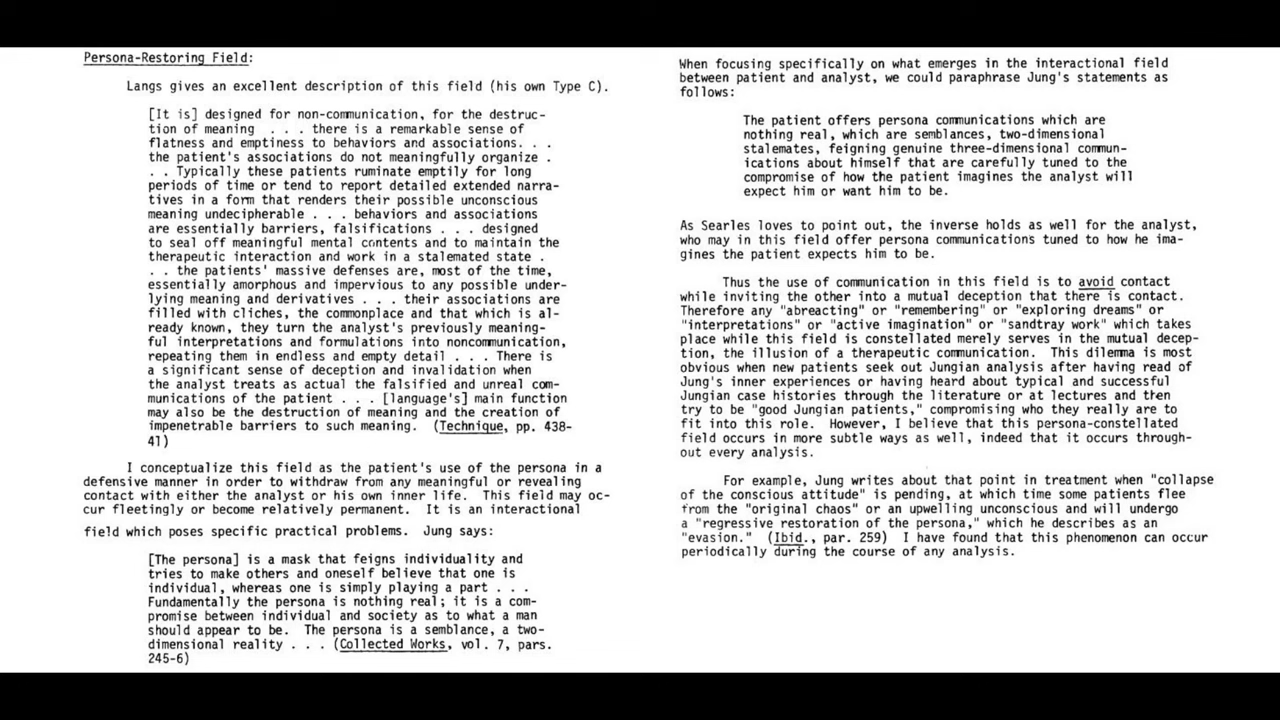 Persona-Restoring Field:
Langs gives an excellent description of this field (his own Type C).
[It is] designed for non-communication, for the destruc-
tion of meaning . . . there is a remarkable sense of
flatness and emptiness to behaviors and associations. . .
the patient's associations do not meaningfully organize .
. . Typically these patients ruminate emptily for long
periods of time or tend to report detailed extended narra-
tives in a form that renders their possible unconscious
meaning undecipherable . . . behaviors and associations
are essentially barriers, falsifications . . . designed
to seal off meaningful mental contents and to maintain the
therapeutic interaction and work in a stalemated state .
. . the patients' massive defenses are, most of the time,
essentially amorphous and impervious to any possible under-
lying meaning and derivatives . . . their associations are
filled with cliches, the commonplace and that which is al-
ready known, they turn the analyst's previously meaning-
ful interpretations and formulations into noncommunication,
repeating them in endless and empty detail . . . There is
a significant sense of deception and invalidation when
the analyst treats as actual the falsified and unreal com-
munications of the patient . . . [language's] main function
may also be the destruction of meaning and the creation of
impenetrable barriers to such meaning. (Technique, pp. 438-
41)
I conceptualize this field as the patient's use of the persona in a
defensive manner in order to withdraw from any meaningful or revealing
contact with either the analyst or his own inner life. This field may oc-
cur fleetingly or become relatively permanent. It is an interactional
field which poses specific practical problems. Jung says:
[The persona] is a mask that feigns individuality and
tries to make others and oneself believe that one is
individual, whereas one is simply playing a part . . .
Fundamentally the persona is nothing real; it is a com-
promise between individual and society as to what a man
should appear to be. The persona is a semblance, a two-
dimensional reality . . . (Collected Works, vol. 7, pars.
245-6)
When focusing specifically on what emerges in the interactional field
between patient and analyst, we could paraphrase Jung's statements as
follows:
The patient offers persona communications which are
nothing real, which are semblances, two-dimensional
stalemates, feigning genuine three-dimensional commun-
ications about himself that are carefully tuned to the
compromise of how the patient imagines the analyst will
expect him or want him to be.
As Searles loves to point out, the inverse holds as well for the analyst,
who may in this field offer persona communications tuned to how he ima-
gines the patient expects him to be.
Thus the use of communication in this field is to avoid contact
while inviting the other into a mutual deception that there is contact.
Therefore any "abreacting" or "remembering" or "exploring dreams" or
"interpretations" or "active imagination" or "sandtray work" which takes
place while this field is constellated merely serves in the mutual decep-
tion, the illusion of a therapeutic communication. This dilemma is most
obvious when new patients seek out Jungian analysis after having read of
Jung's inner experiences or having heard about typical and successful
Jungian case histories through the literature or at lectures and then
try to be "good Jungian patients," compromising who they really are to
fit into this role. However, I believe that this persona-constellated
field occurs in more subtle ways as well, indeed that it occurs through-
out every analysis.
For example, Jung writes about that point in treatment when "collapse
of the conscious attitude" is pending, at which time some patients flee
from the "original chaos" or an upwelling unconscious and will undergo
a "regressive restoration of the persona," which he describes as an
"evasion." (Ibid., par. 259) I have found that this phenomenon can occur
periodically during the course of any analysis.